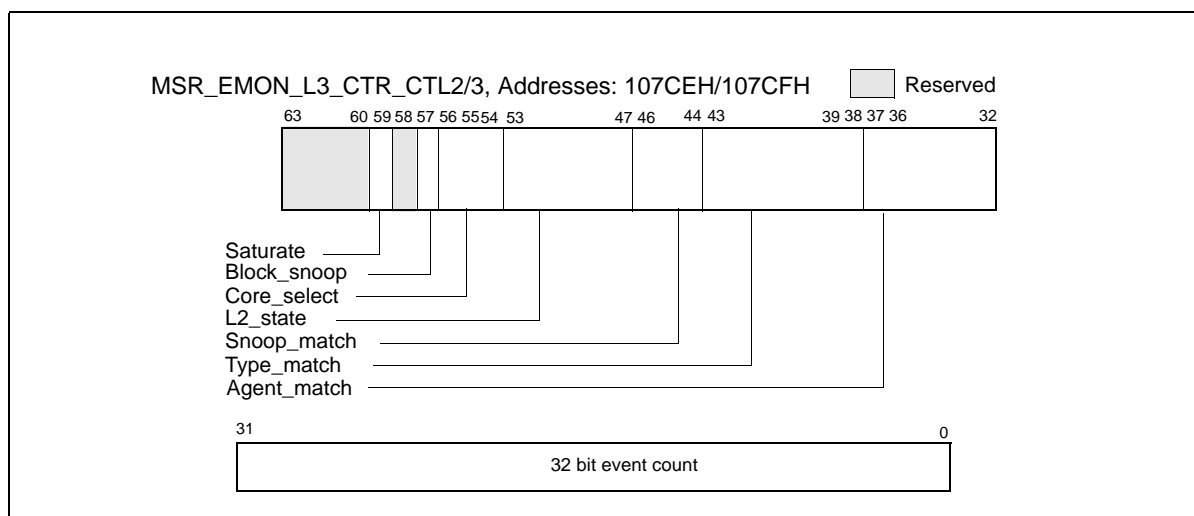 MSR_EMON_L3_CTR_CTL2/3, Addresses: 107CEH/107CFH Reserved
63 60 59 58 57 56 55 54 53 47 46 44 43 39 38 37 36 32
Saturate
Block_snoop
Core_select
L2_state
Snoop_match
Type_match
Agent_match
31 0
32 bit event count